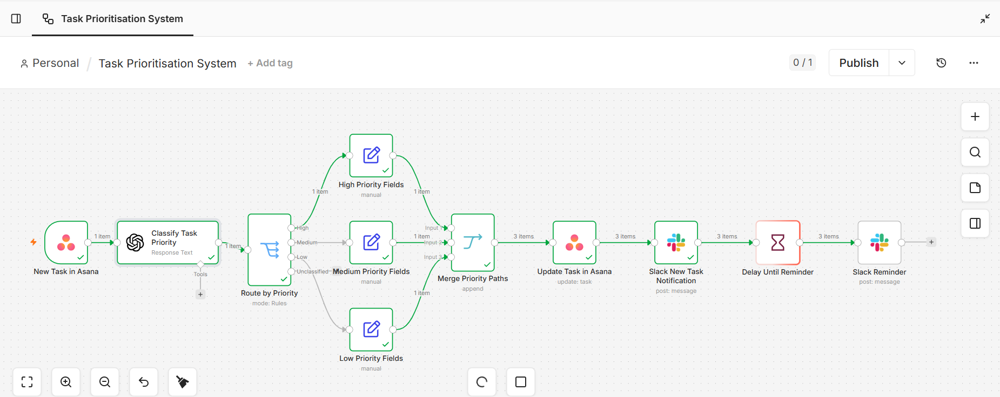 Task Prioritisation System
Personal / Task Prioritisation System + Add tag
0 / 1
Publish
High Priority Fields
manual
1 item
1 item
New Task in Asana
1 item
Classify Task
Priority
Response Text
Tools
1 item
Route by Priority
mode: Rules
High
Medium
Low
Unclassified
Medium Priority Fields
manual
1 item
Input 1
Input 2
Input 3
Merge Priority Paths
append
3 items
Update Task in Asana
update: task
3 items
Slack New Task
Notification
post: message
3 items
Delay Until Reminder
3 items
Slack Reminder
post: message
1 item
Low Priority Fields
manual